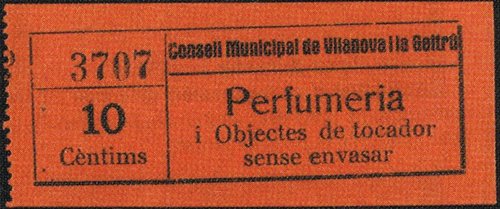 3707
10
Cèntims
Consell Municipal de Vilanova i la Geltrú
Perfumeria
i Objectes de tocador
sense envasar